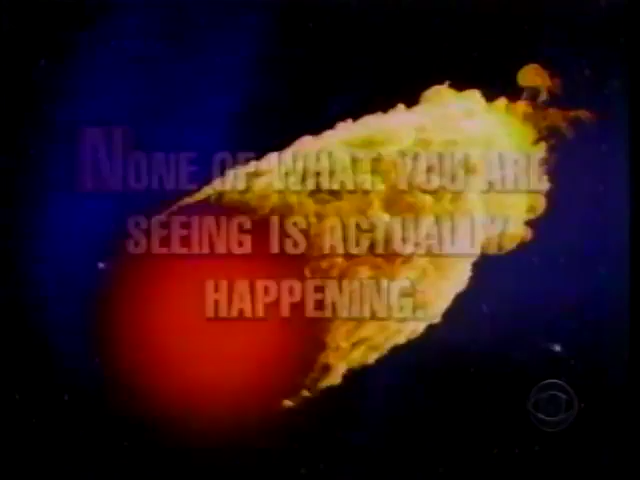 NONE OF WHAT YOU ARE
SEEING IS ACTUALLY
HAPPENING.